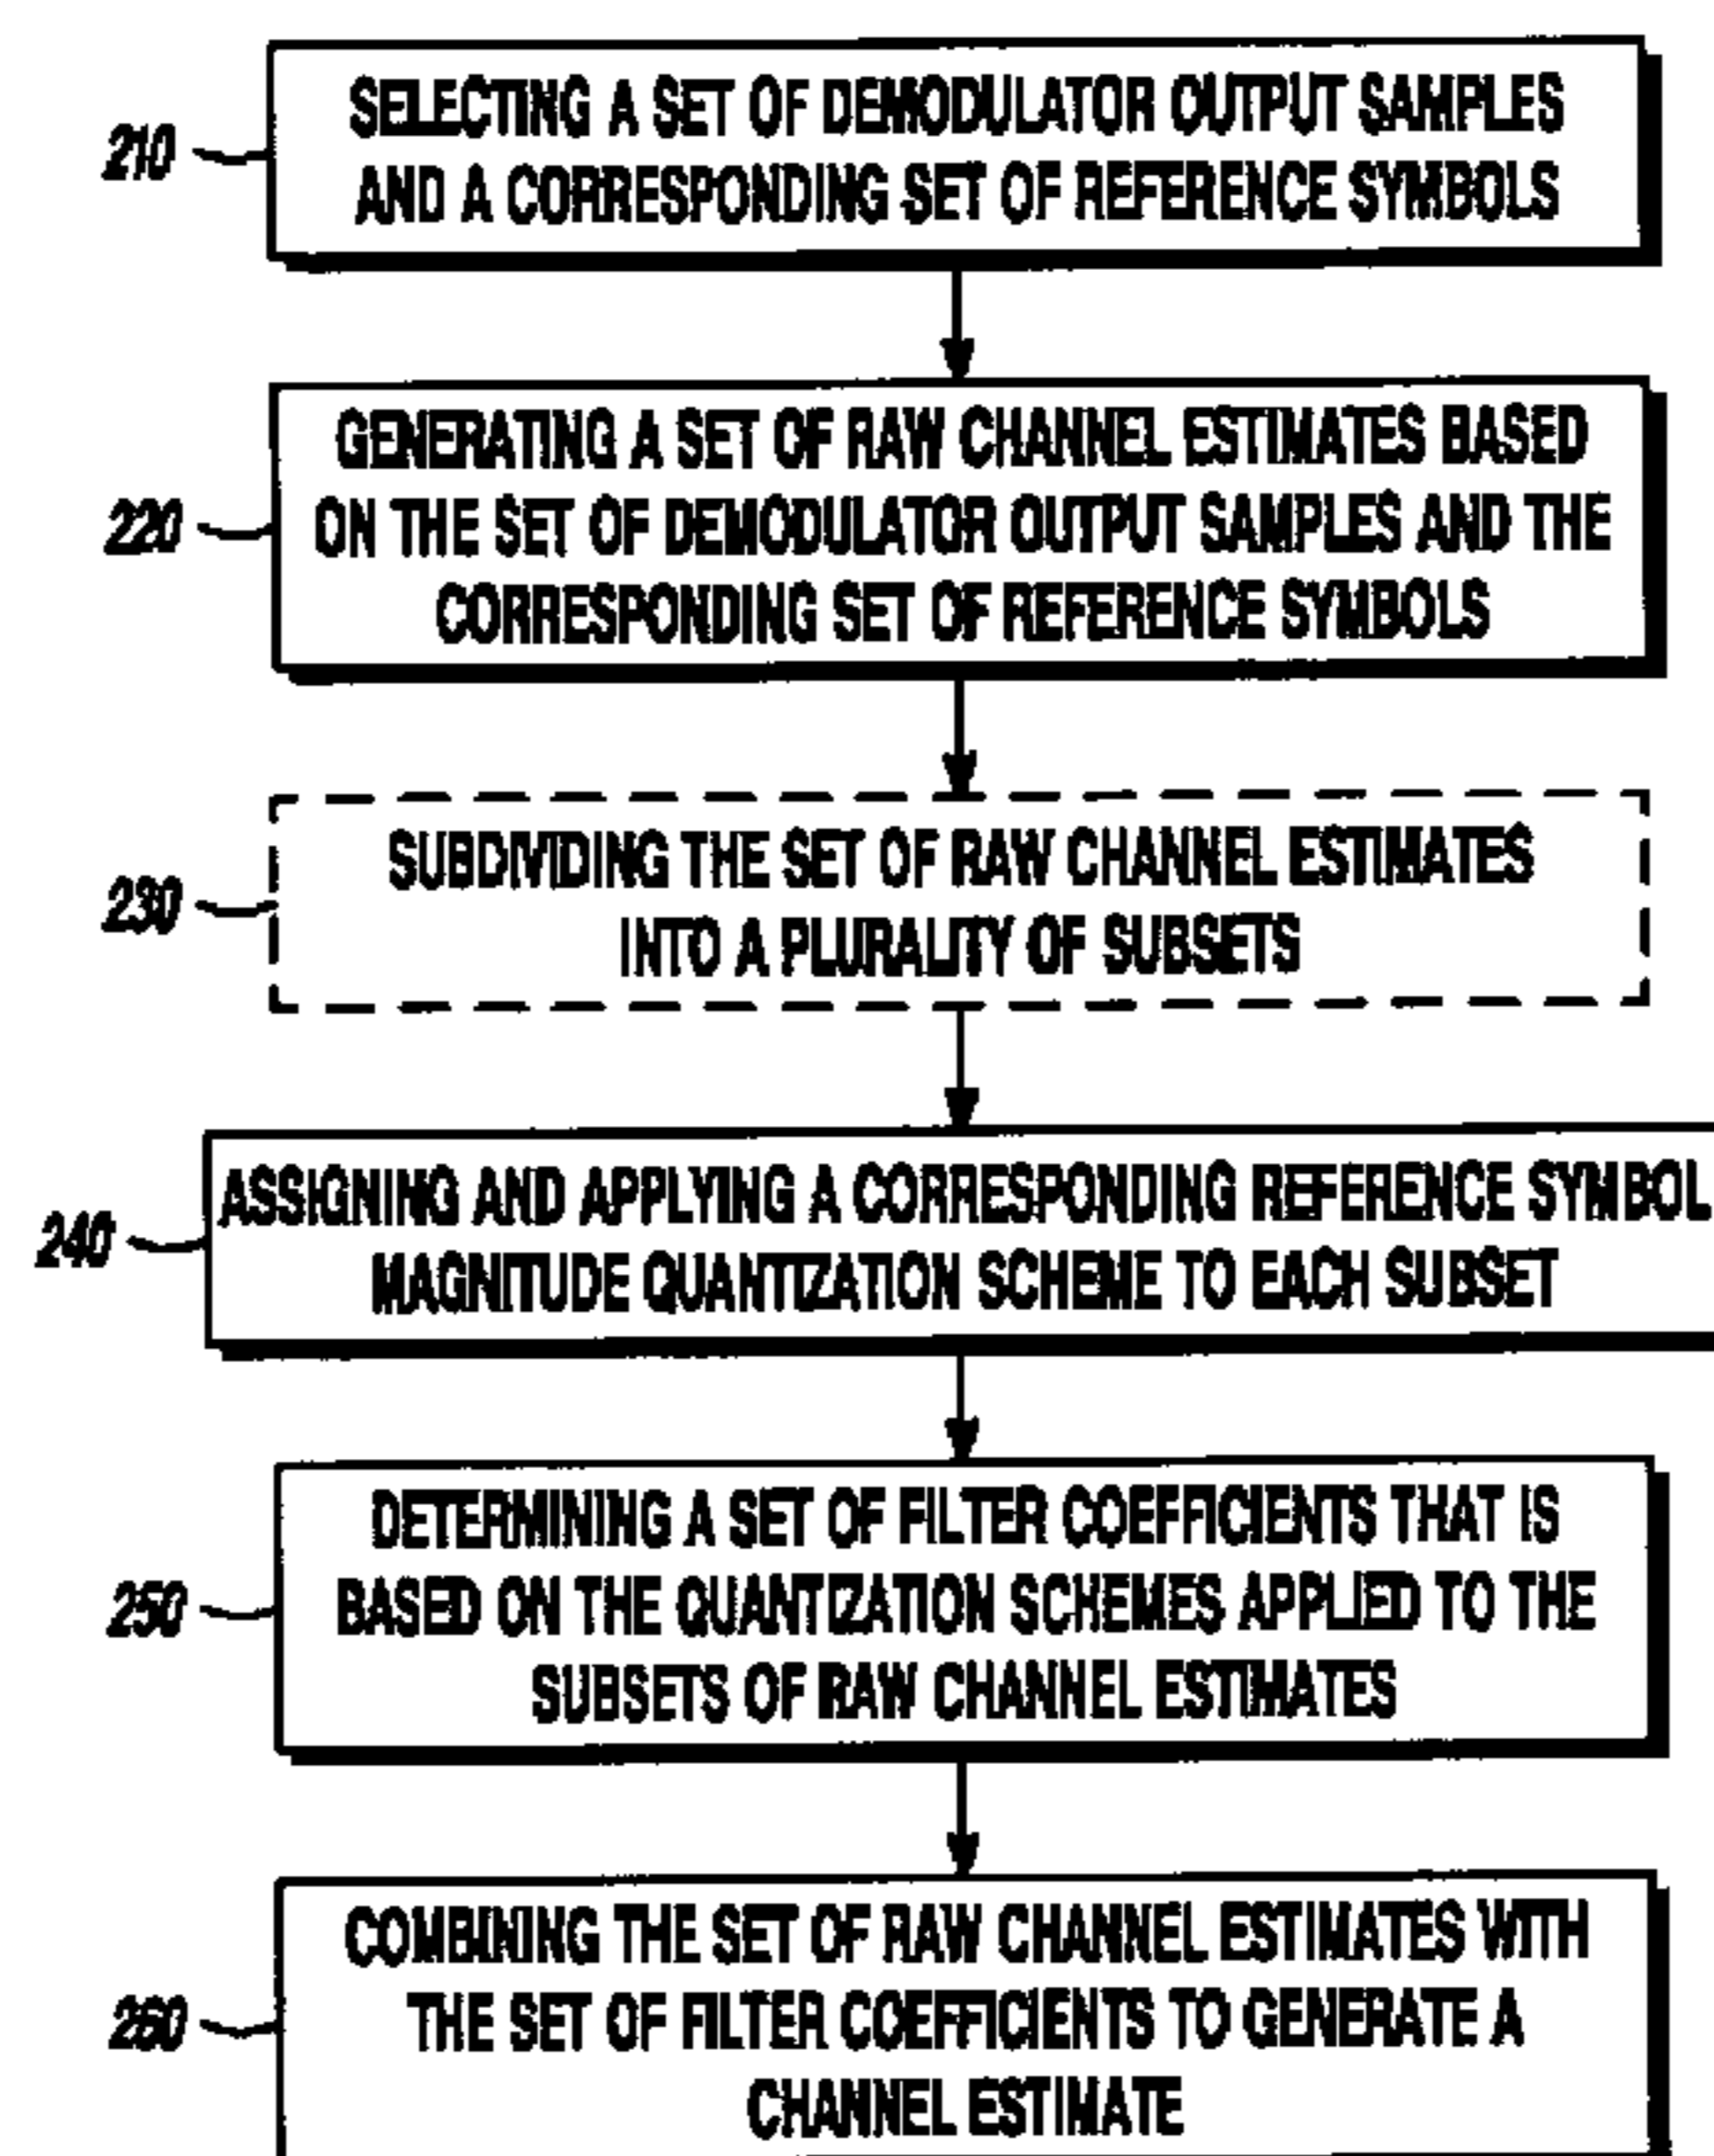 210
SELECTING A SET OF DEMODULATOR OUTPUT SAMPLES
AND A CORRESPONDING SET OF REFERENCE SYMBOLS
GENERATING A SET OF RAW CHANNEL ESTIMATES BASED
220
ON THE SET OF DEMODULATOR OUTPUT SAMPLES AND THE
CORRESPONDING SET OF REFERENCE SYMBOLS
230
SUBDIVIDING THE SET OF RAW CHANNEL ESTIMATES
INTO A PLURALITY OF SUBSETS
240
ASSIGNING AND APPLYING A CORRESPONDING REFERENCE SYMBOL
MAGNITUDE QUANTIZATION SCHEME TO EACH SUBSET
DETERMINING A SET OF FILTER COEFFICIENTS THAT IS
250
BASED ON THE QUANTIZATION SCHEMES APPLIED TO THE
SUBSETS OF RAW CHANNEL ESTIMATES
COMBINING THE SET OF RAW CHANNEL ESTIMATES WITH
260
THE SET OF FILTER COEFFICIENTS TO GENERATE A
CHANNEL ESTIMATE